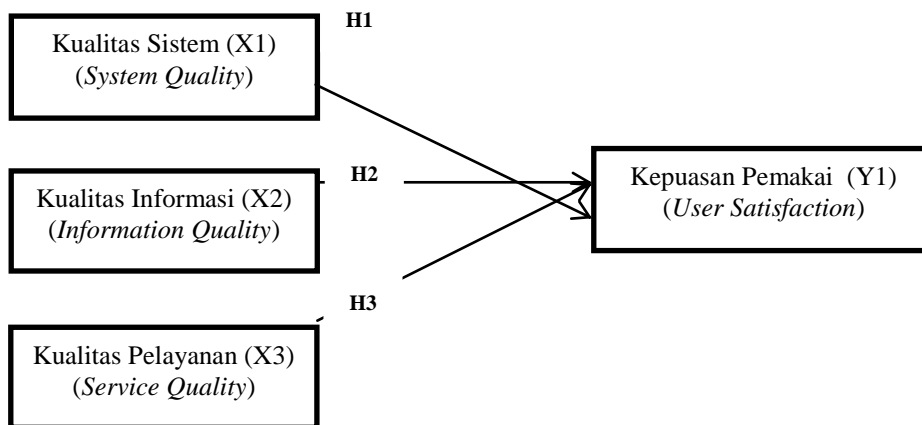 H1
Kualitas Sistem (X1)
(System Quality)
H2
Kualitas Informasi (X2)
(Information Quality)
Kepuasan Pemakai (Y1)
(User Satisfaction)
H3
Kualitas Pelayanan (X3)
(Service Quality)